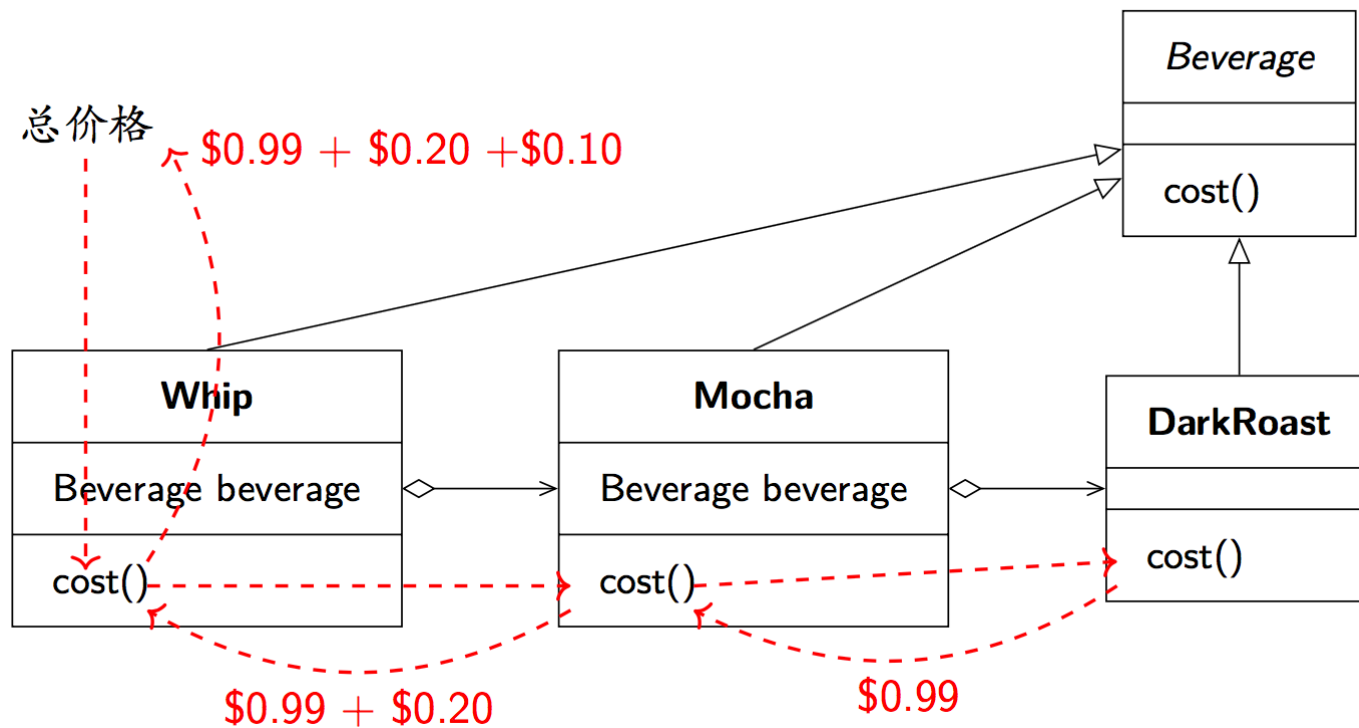 Beverage
cost()
总价格
$0.99 + $0.20 +$0.10
Whip
Beverage beverage
cost()
Mocha
Beverage beverage
cost()
DarkRoast
cost()
$0.99 + $0.20
$0.99